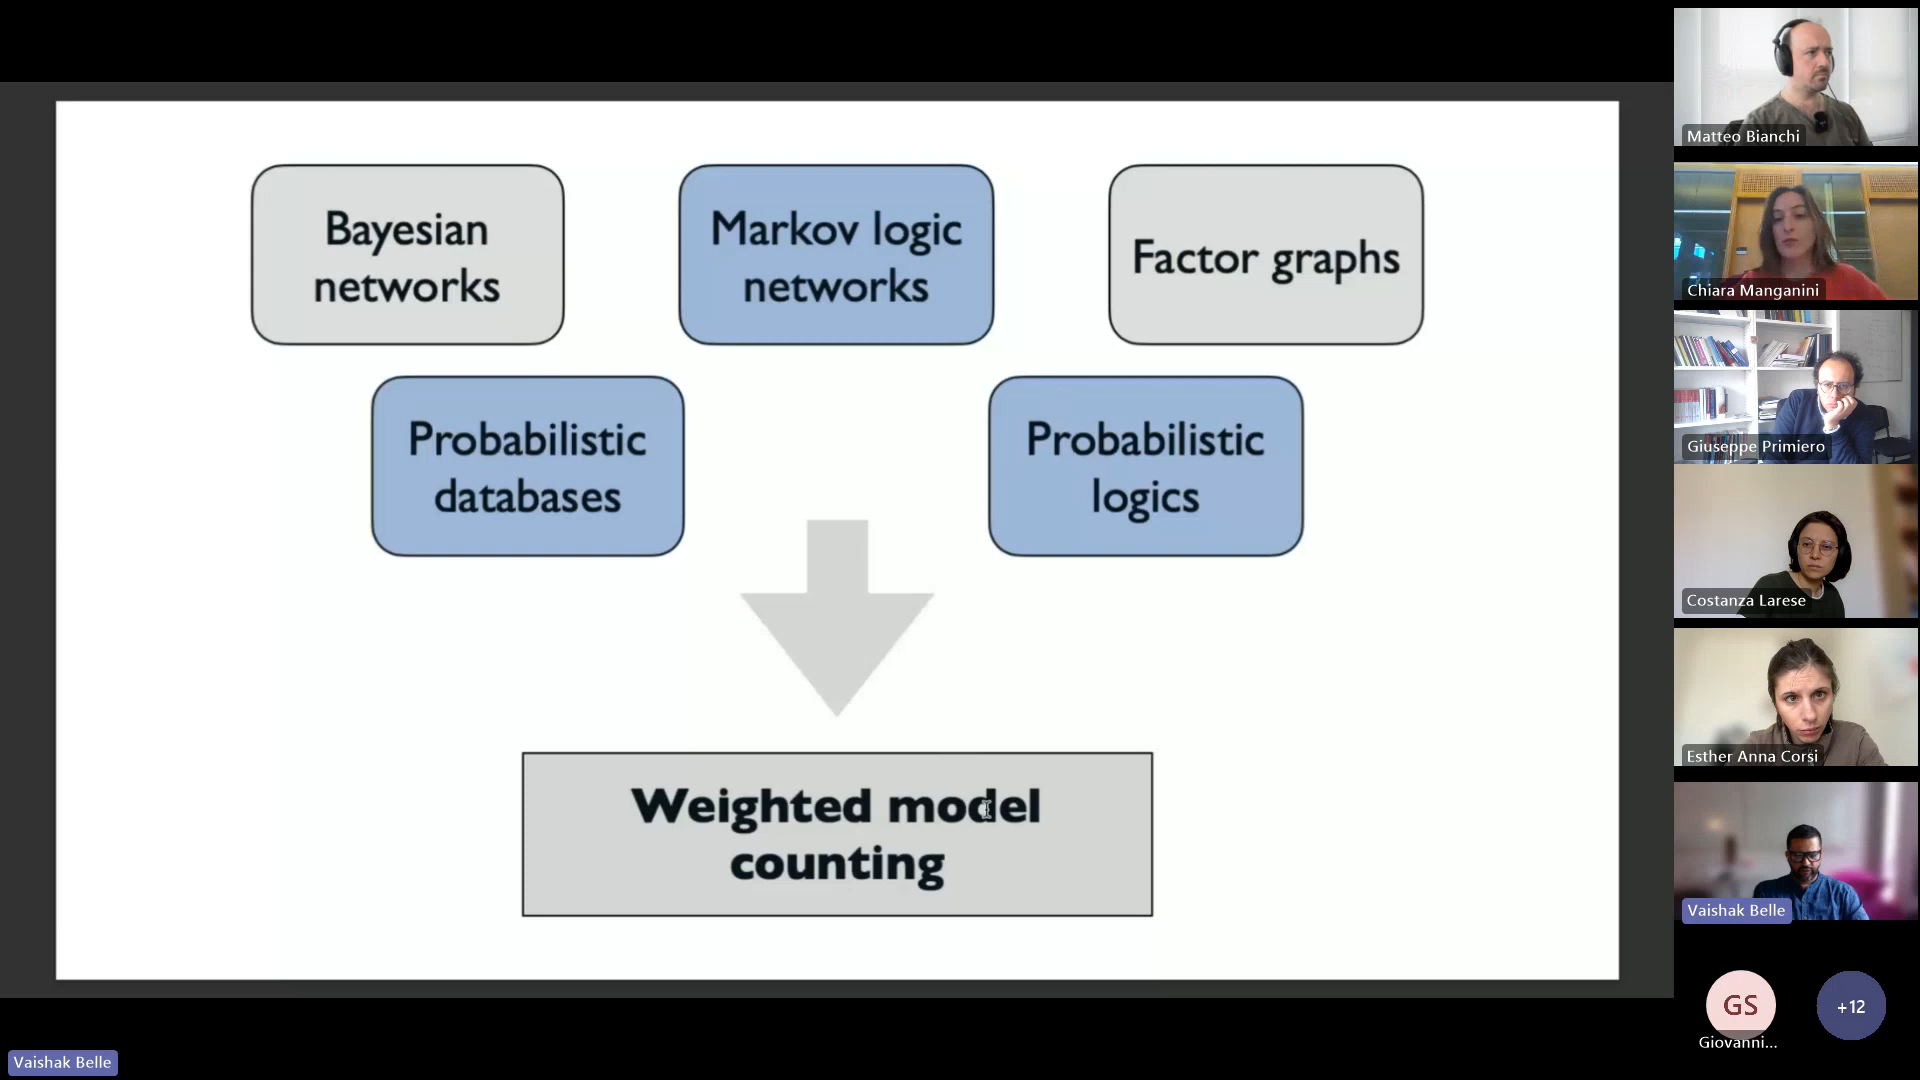 Bayesian
networks
Markov logic
networks
Factor graphs
Probabilistic
databases
Probabilistic
logics
Weighted model
counting
Matteo Bianchi
Chiara Manganini
Giuseppe Primiero
Costanza Larese
Esther Anna Corsi
Vaishak Belle
GS
Giovanni...
+12
Vaishak Belle